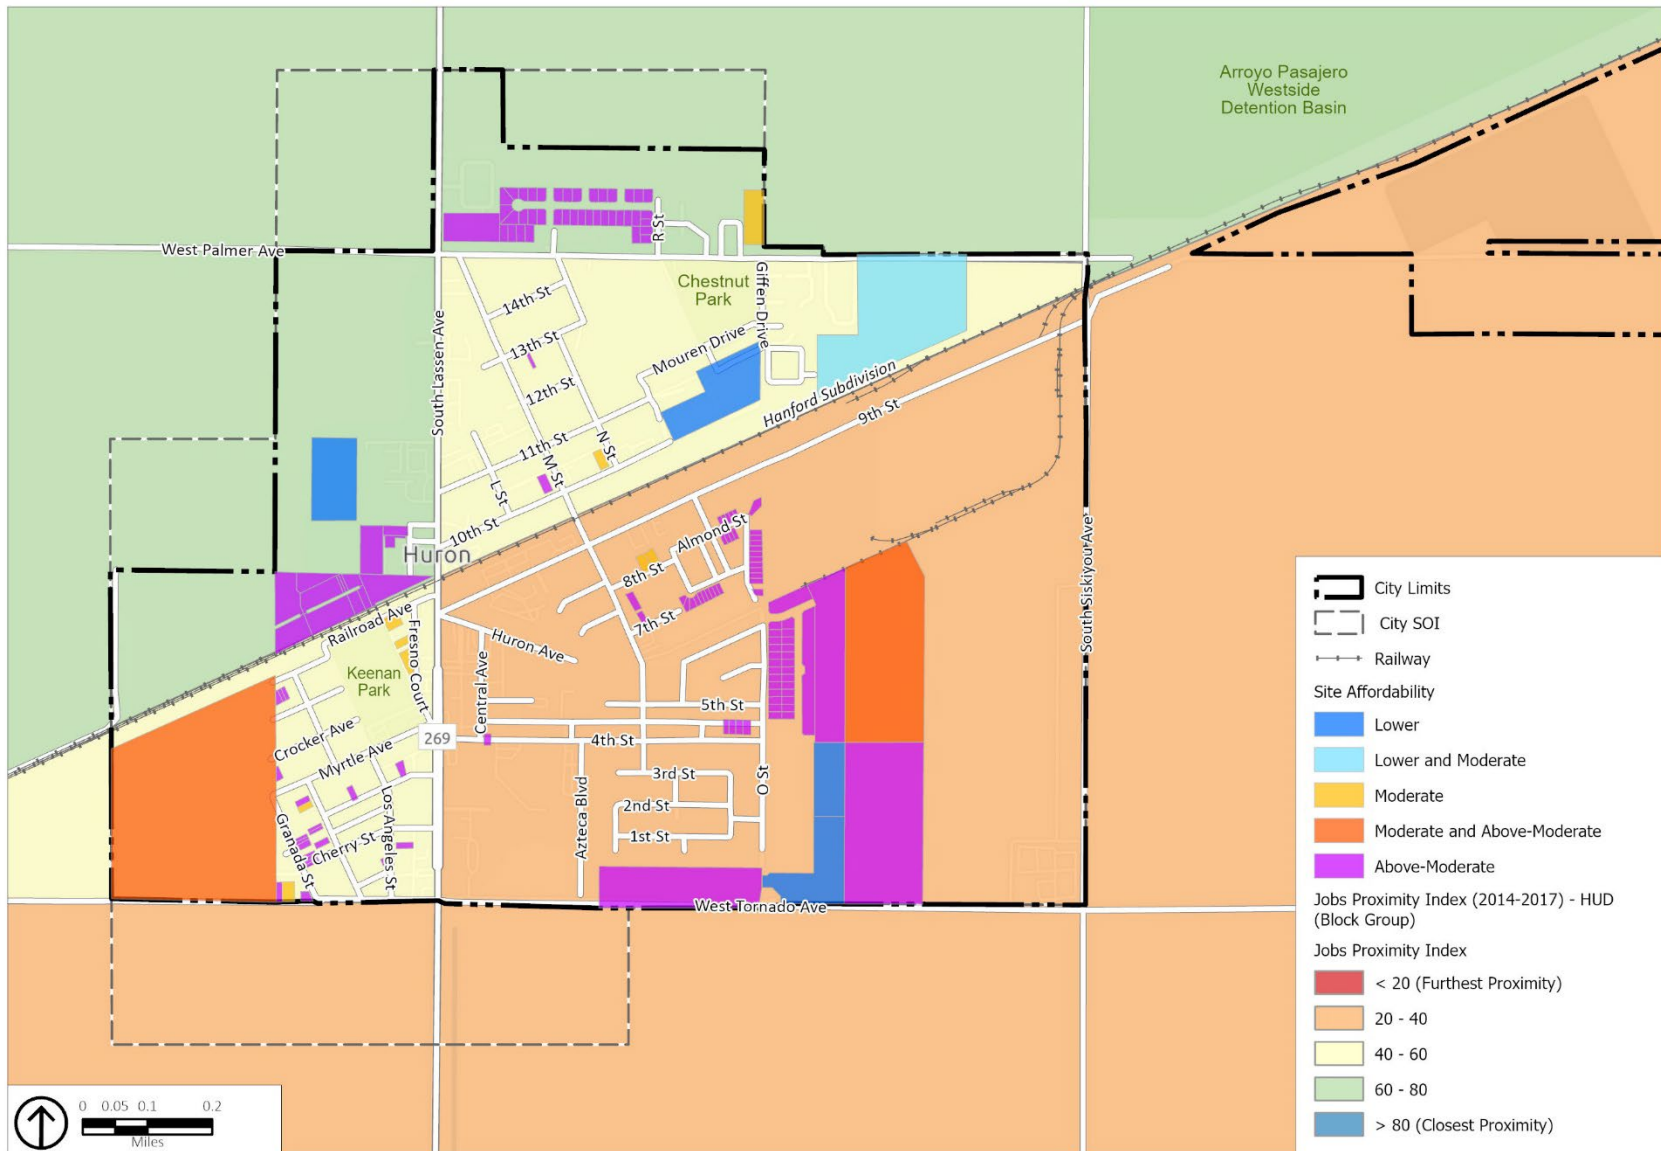 Arroyo Pasajero
Westside
Detention Basin
West Palmer Ave
R St
Chestnut
Park
Giffen Drive
14th St
13th St
12th St
South Lassen Ave
Mouren Drive
Hanford Subdivision
9th St
11th St
N St
M St
L St
10th St
Huron
Almond St
8th St
7th St
South Siskiyou Ave
Railroad Ave
Fresno Court
Huron Ave
Central Ave
Keenan
Park
5th St
269
4th St
Crocker Ave
Myrtle Ave
3rd St
O St
2nd St
1st St
Azteca Blvd
Los Angeles St
Granada St
Cherry St
West Tornado Ave
City Limits
City SOI
Railway
Site Affordability
Lower
Lower and Moderate
Moderate
Moderate and Above-Moderate
Above-Moderate
Jobs Proximity Index (2014-2017) - HUD
(Block Group)
Jobs Proximity Index
< 20 (Furthest Proximity)
20 - 40
40 - 60
60 - 80
> 80 (Closest Proximity)
0 0.05 0.1 0.2
Miles